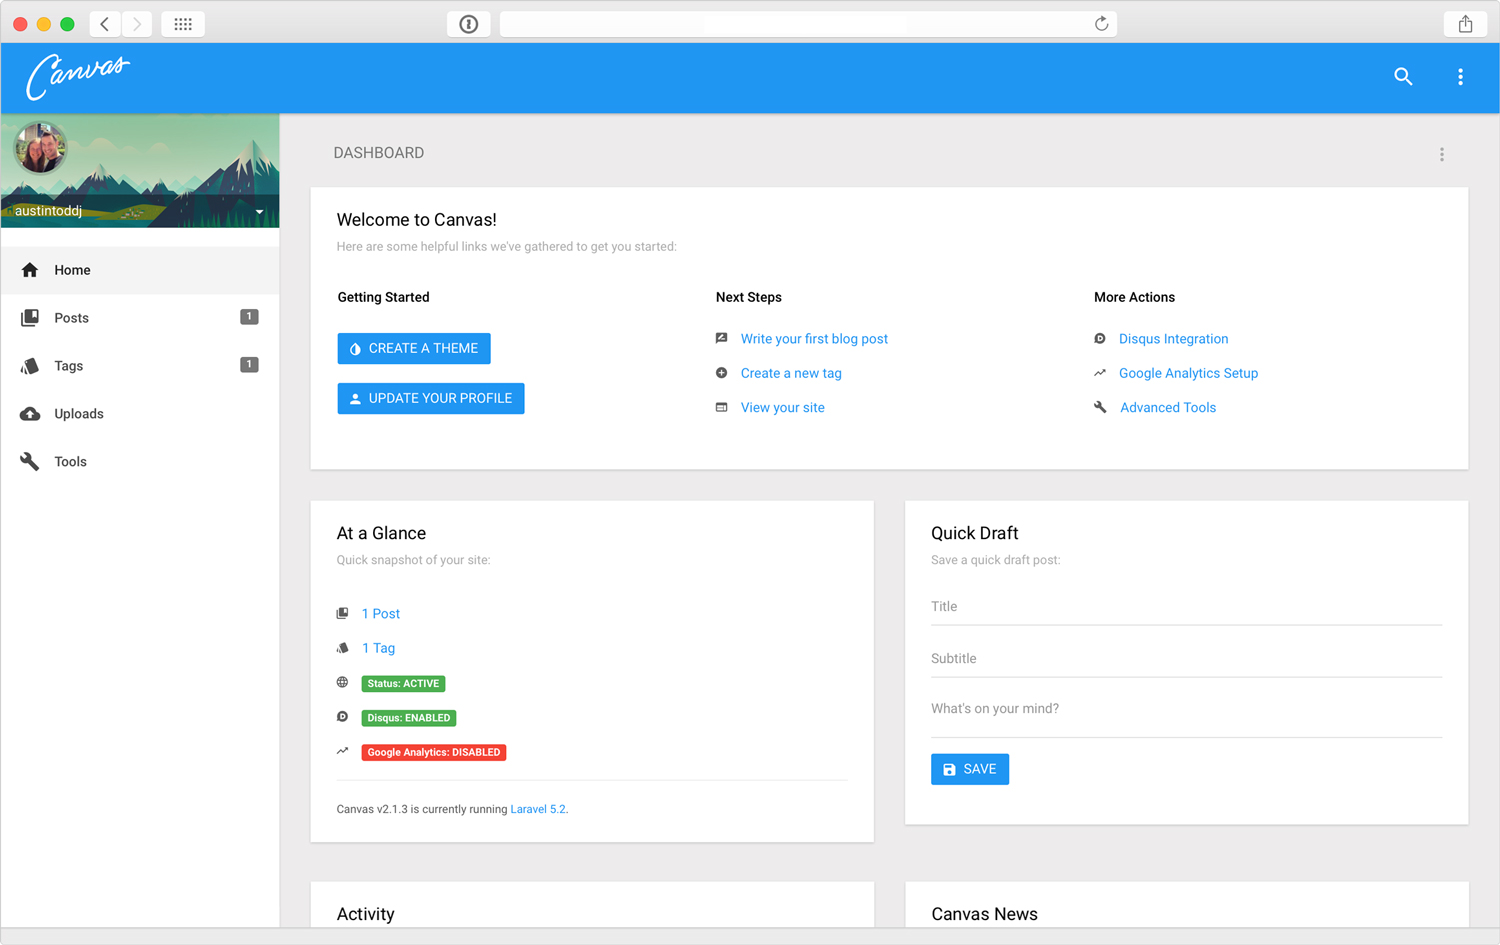 Canvas
austintoddj
Home
Posts 1
Tags 1
Uploads
Tools
DASHBOARD
Welcome to Canvas!
Here are some helpful links we've gathered to get you started:
Getting Started
CREATE A THEME
UPDATE YOUR PROFILE
Next Steps
Write your first blog post
Create a new tag
View your site
More Actions
Disqus Integration
Google Analytics Setup
Advanced Tools
At a Glance
Quick snapshot of your site:
1 Post
1 Tag
Status: ACTIVE
Disqus: ENABLED
Google Analytics: DISABLED
Canvas v2.1.3 is currently running Laravel 5.2.
Quick Draft
Save a quick draft post:
Title
Subtitle
What's on your mind?
SAVE
Activity
Canvas News